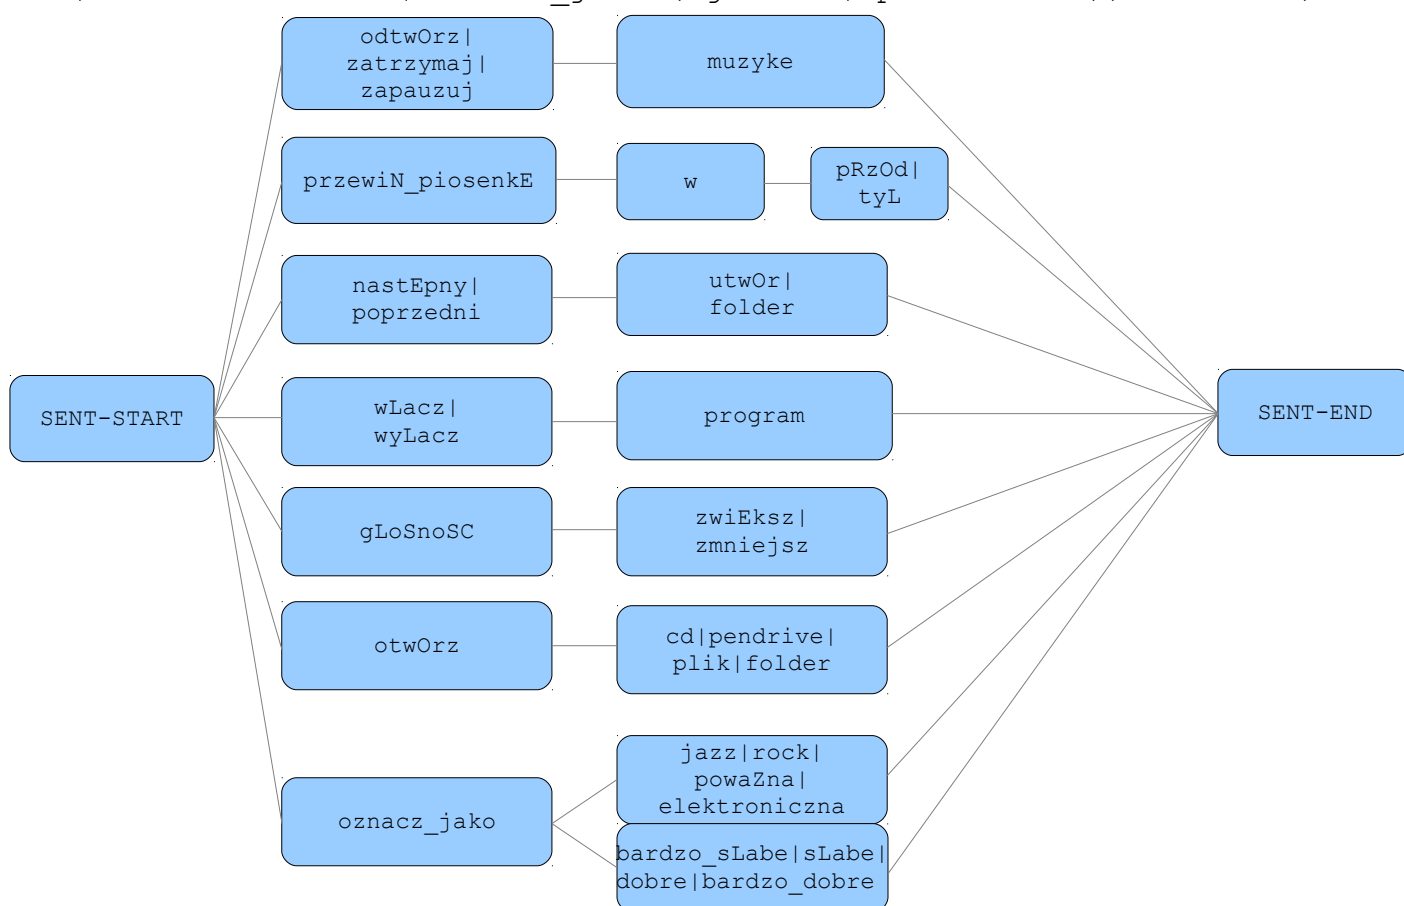 odtwOrz|
zatrzymaj|
zapauzuj
muzyke
przewiN_piosenkE
w
pRzOd|
tyL
nastEpny|
poprzedni
utwOr|
folder
SENT-START
wLacz|
wyLacz
program
SENT-END
gLoSnoSC
zwiEksz|
zmniejsz
otwOrz
cd|pendrive|
plik|folder
oznacz_jako
jazz|rock|
powaZna|
elektroniczna
bardzo_sLabe|sLabe|
dobre|bardzo_dobre